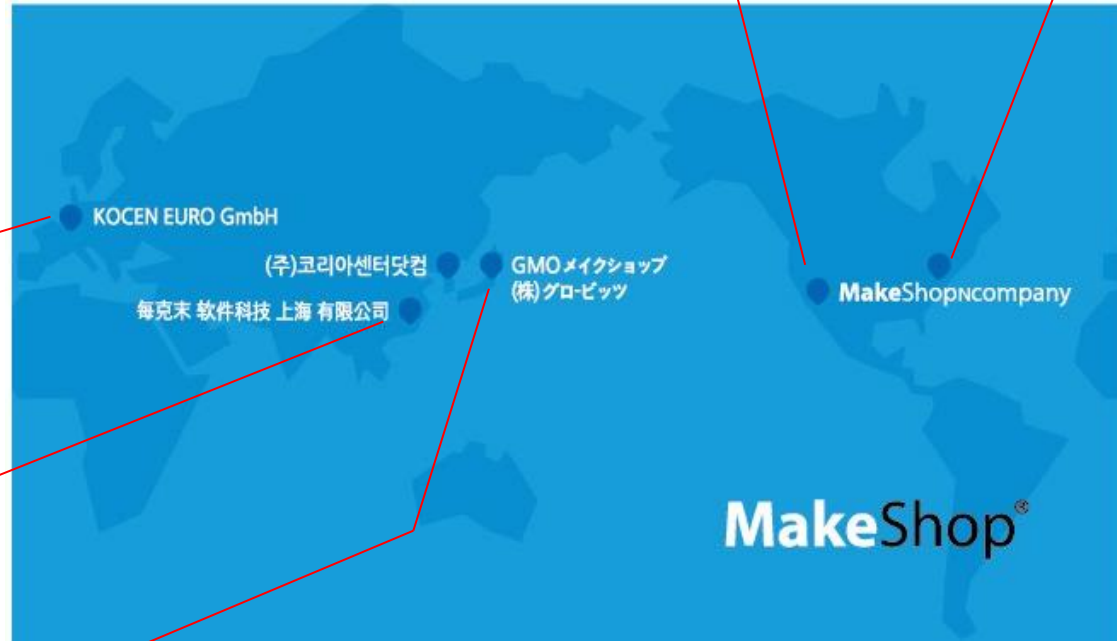 KOCEN EURO GmbH
(주)코리아센터닷컴
GMOメイクショップ
(株)グロービッツ
每克末 软件科技 上海 有限公司
MakeShopNcompany
MakeShop®